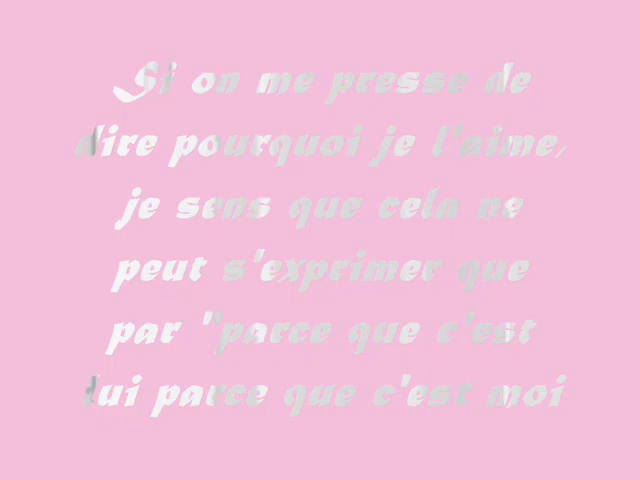 Si on me presse de
dire pourquoi je l'aime,
je sens que cela ne
peut s'exprimer que
par "parce que c'est
lui parce que c'est moi